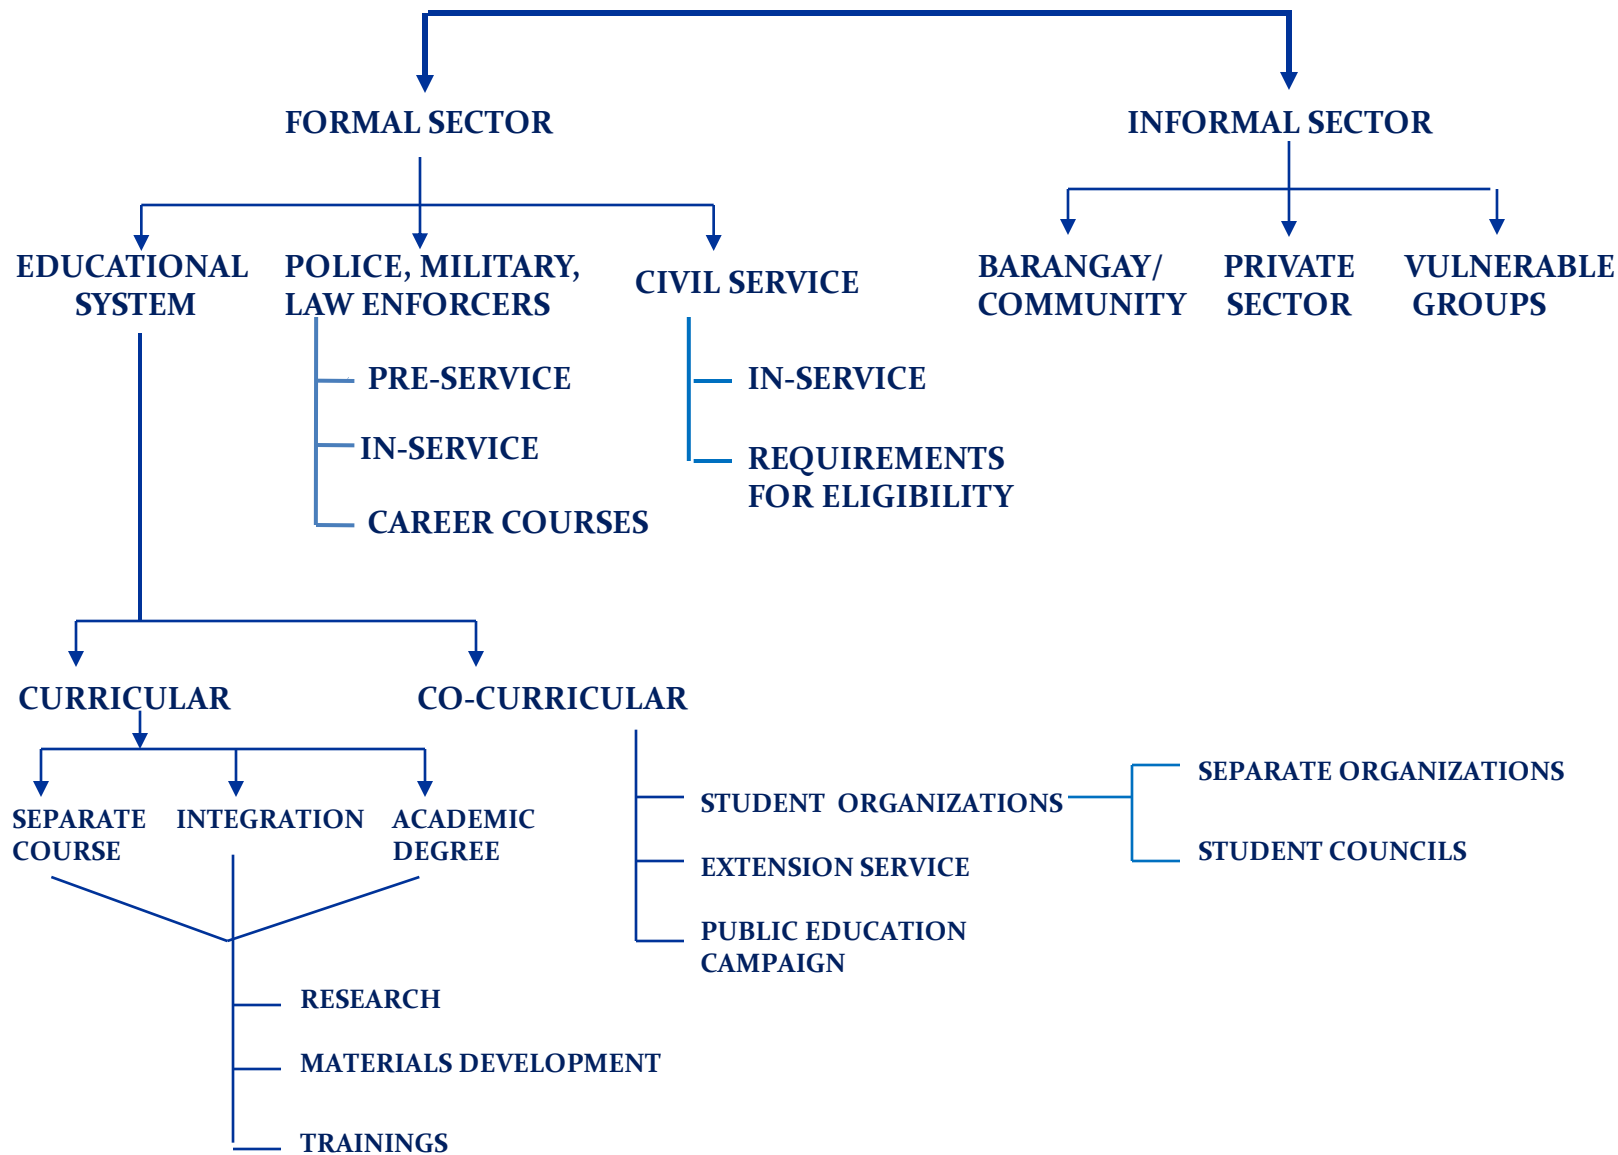 FORMAL SECTOR
INFORMAL SECTOR
EDUCATIONAL
SYSTEM
POLICE, MILITARY,
LAW ENFORCERS
CIVIL SERVICE
BARANGAY/
COMMUNITY
PRIVATE
SECTOR
VULNERABLE
GROUPS
PRE-SERVICE
IN-SERVICE
CAREER COURSES
IN-SERVICE
REQUIREMENTS
FOR ELIGIBILITY
CURRICULAR
CO-CURRICULAR
SEPARATE
COURSE
INTEGRATION
ACADEMIC
DEGREE
STUDENT ORGANIZATIONS
EXTENSION SERVICE
PUBLIC EDUCATION
CAMPAIGN
SEPARATE ORGANIZATIONS
STUDENT COUNCILS
RESEARCH
MATERIALS DEVELOPMENT
TRAININGS